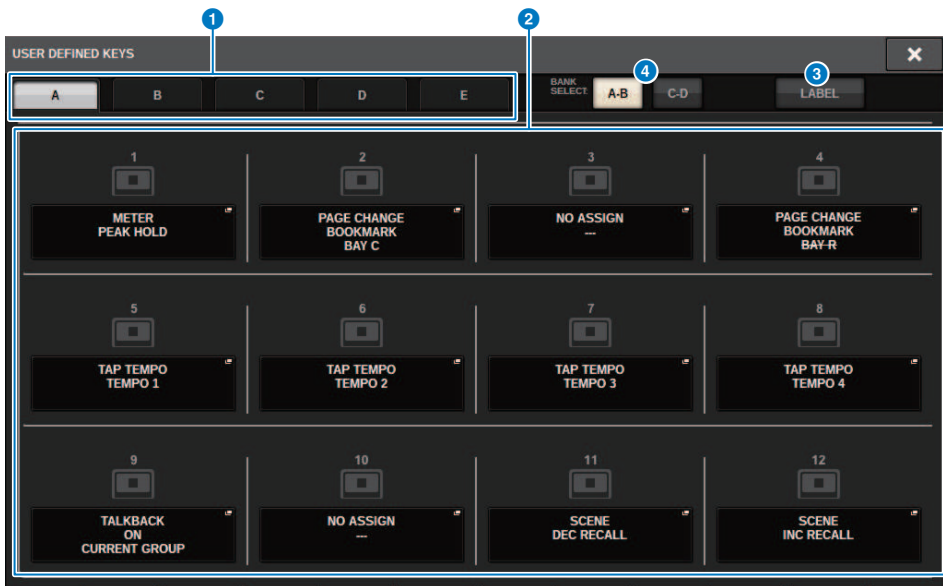 1
2
USER DEFINED KEYS
A
B
C
D
E
BANK
SELECT
4
A-B
C-D
3
LABEL
1
2
3
4
METER
PEAK HOLD
PAGE CHANGE
BOOKMARK
BAY C
NO ASSIGN
---
PAGE CHANGE
BOOKMARK
BAY R
5
6
7
8
TAP TEMPO
TEMPO 1
TAP TEMPO
TEMPO 2
TAP TEMPO
TEMPO 3
TAP TEMPO
TEMPO 4
9
10
11
12
TALKBACK
ON
CURRENT GROUP
NO ASSIGN
---
SCENE
DEC RECALL
SCENE
INC RECALL